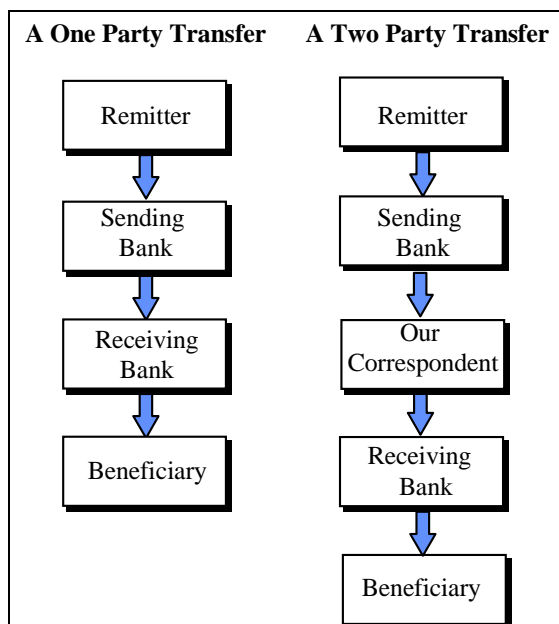 A One Party Transfer
Remitter
Sending
Bank
Receiving
Bank
Beneficiary
A Two Party Transfer
Remitter
Sending
Bank
Our
Correspondent
Receiving
Bank
Beneficiary